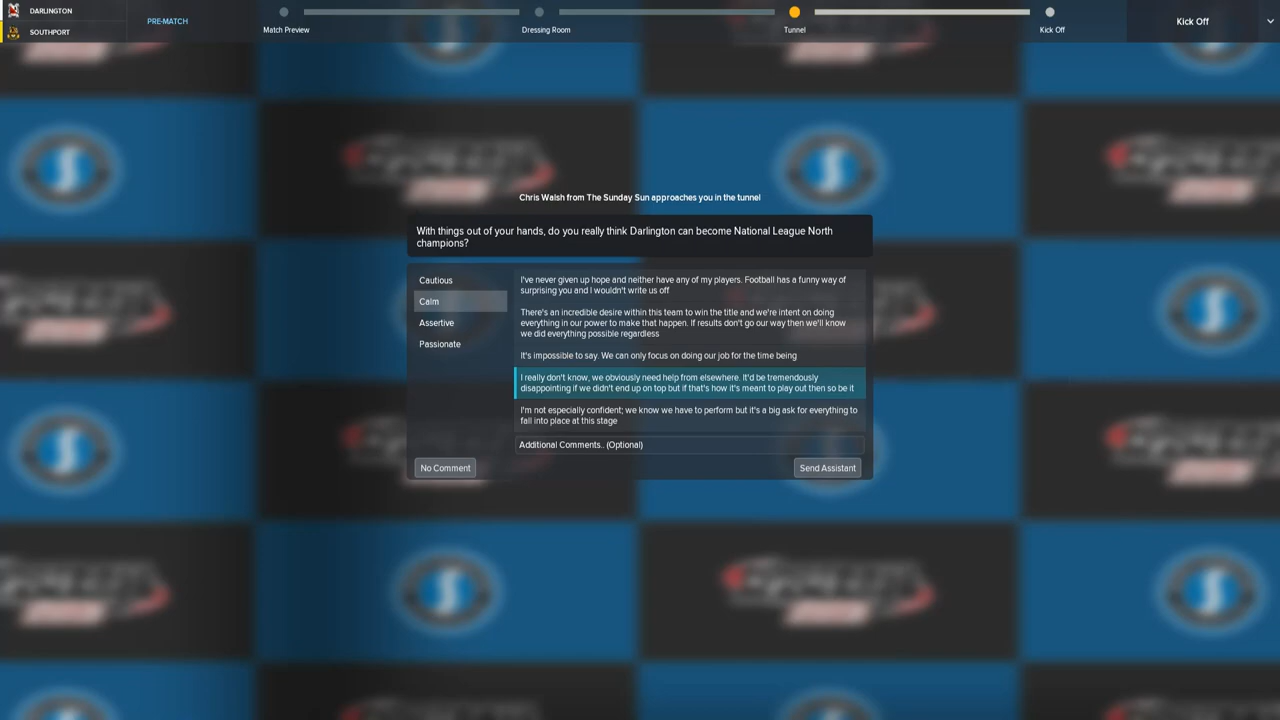 DARLINGTON
SOUTHPORT
PRE-MATCH
Match Preview
Dressing Room
Tunnel
Kick Off
Kick Off
Chris Walsh from The Sunday Sun approaches you in the tunnel
With things out of your hands, do you really think Darlington can become National League North
champions?
Cautious
Calm
Assertive
Passionate
I've never given up hope and neither have any of my players. Football has a funny way of
surprising you and I wouldn't write us off
There's an incredible desire within this team to win the title and we're intent on doing
everything in our power to make that happen. If results don't go our way then we'll know
we did everything possible regardless
It's impossible to say. We can only focus on doing our job for the time being
I really don't know, we obviously need help from elsewhere. It'd be tremendously
disappointing if we didn't end up on top but if that's how it's meant to play out then so be it
I'm not especially confident; we know we have to perform but it's a big ask for everything to
fall into place at this stage
Additional Comments.. (Optional)
No Comment
Send Assistant